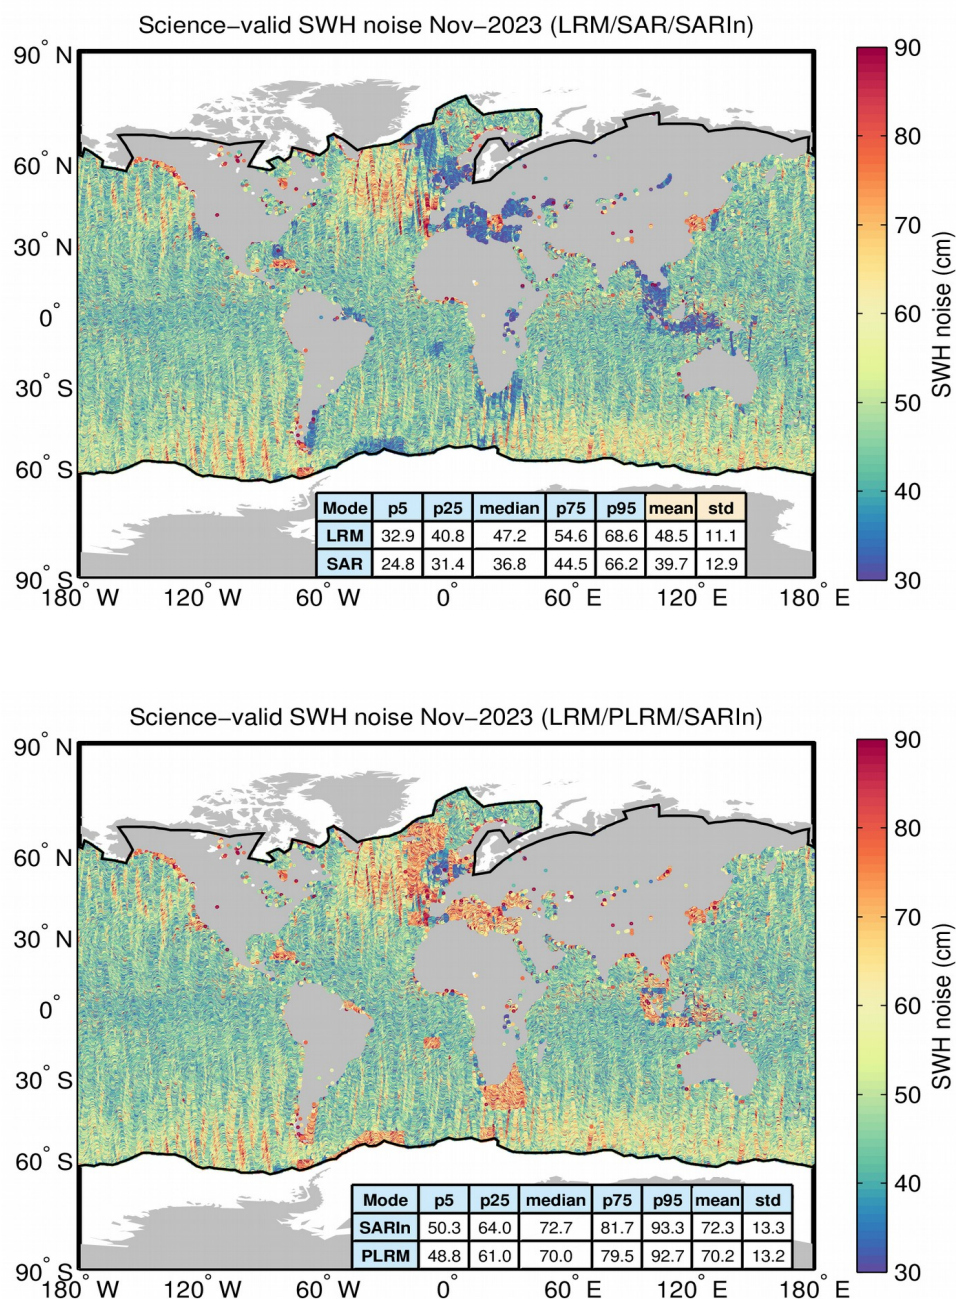 Science−valid SWH noise Nov−2023 (LRM/SAR/SARIn)
90° N
60° N
30° N
0°
30° S
60° S
90° S
180° W 120° W 60° W 0° 60° E 120° E 180° E
Mode p5 p25 median p75 p95 mean std
LRM 32.9 40.8 47.2 54.6 68.6 48.5 11.1
SAR 24.8 31.4 36.8 44.5 66.2 39.7 12.9
90
80
70
60
50
40
30
SWH noise (cm)
Science−valid SWH noise Nov−2023 (LRM/PLRM/SARIn)
90° N
60° N
30° N
0°
30° S
60° S
90° S
180° W 120° W 60° W 0° 60° E 120° E 180° E
Mode p5 p25 median p75 p95 mean std
SARIn 50.3 64.0 72.7 81.7 93.3 72.3 13.3
PLRM 48.8 61.0 70.0 79.5 92.7 70.2 13.2
90
80
70
60
50
40
30
SWH noise (cm)